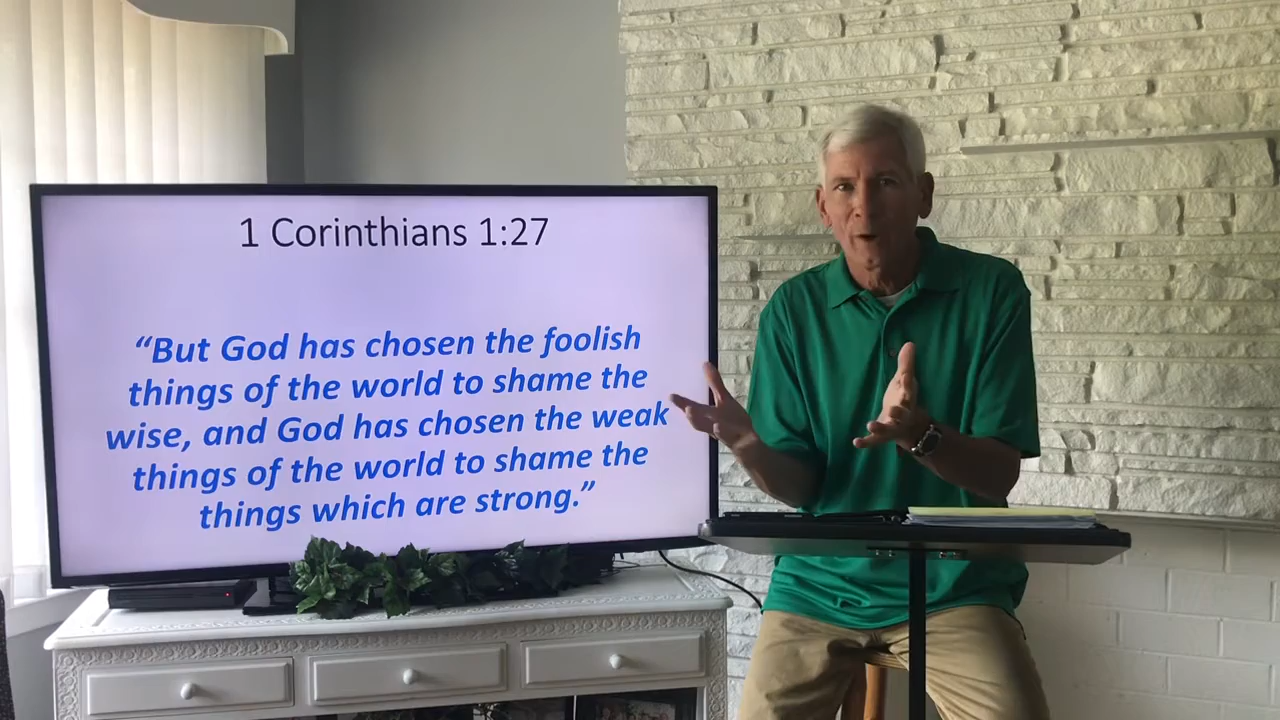 1 Corinthians 1:27
“But God has chosen the foolish
things of the world to shame the
wise, and God has chosen the weak
things of the world to shame the
things which are strong.”